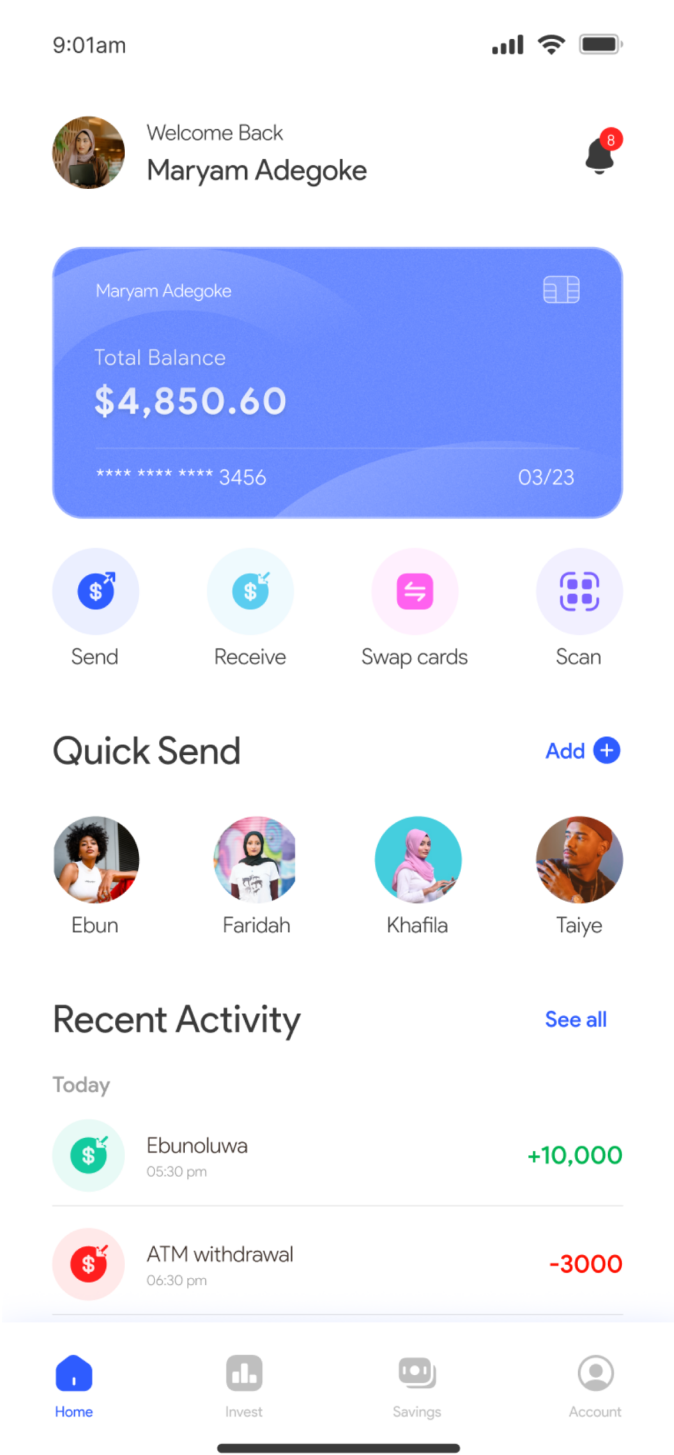 9:01am
Welcome Back
Maryam Adegoke
8
Maryam Adegoke
Total Balance
$4,850.60
**** **** **** 3456 03/23
Send Receive Swap cards Scan
Quick Send Add
Ebun Faridah Khafila Taiye
Recent Activity See all
Today
Ebunoluwa
05:30 pm
+10,000
ATM withdrawal
06:30 pm
-3000
Home Invest Savings Account